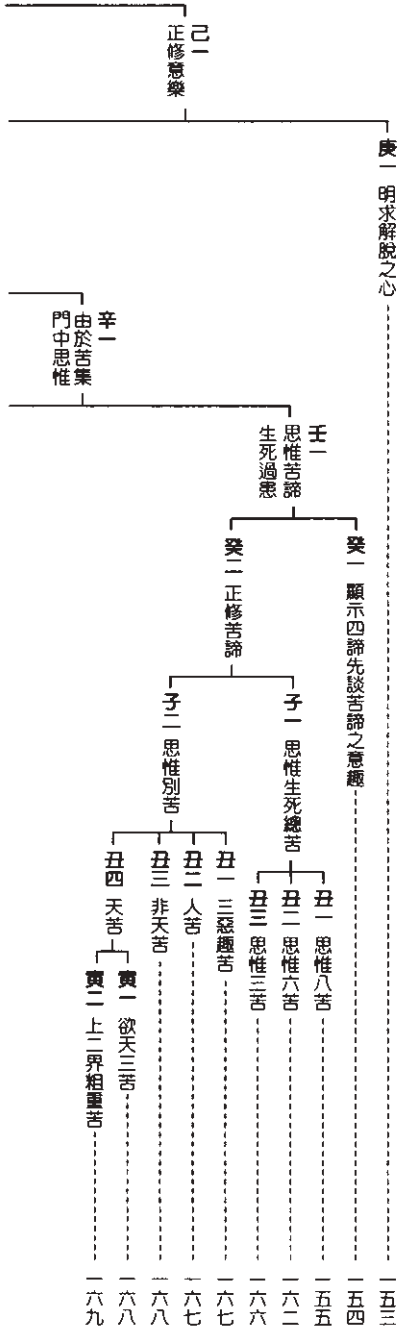 己一
正修意樂
庚一 明求解脫之心 一五三
辛一
由於苦集
門中思惟
壬一
思惟苦諦
生死過患
癸一 顯示四諦先談苦諦之意趣 一五四
癸二 正修苦諦
子一 思惟生死總苦
丑一 思惟八苦 一五五
丑二 思惟六苦 一六二
丑三 思惟三苦 一六六
子二 思惟別苦
丑一 三惡趣苦 一六七
丑二 人苦 一六七
丑三 非天苦 一六八
丑四 天苦
寅一 欲天三苦 一六八
寅二 上二界粗重苦 一六九